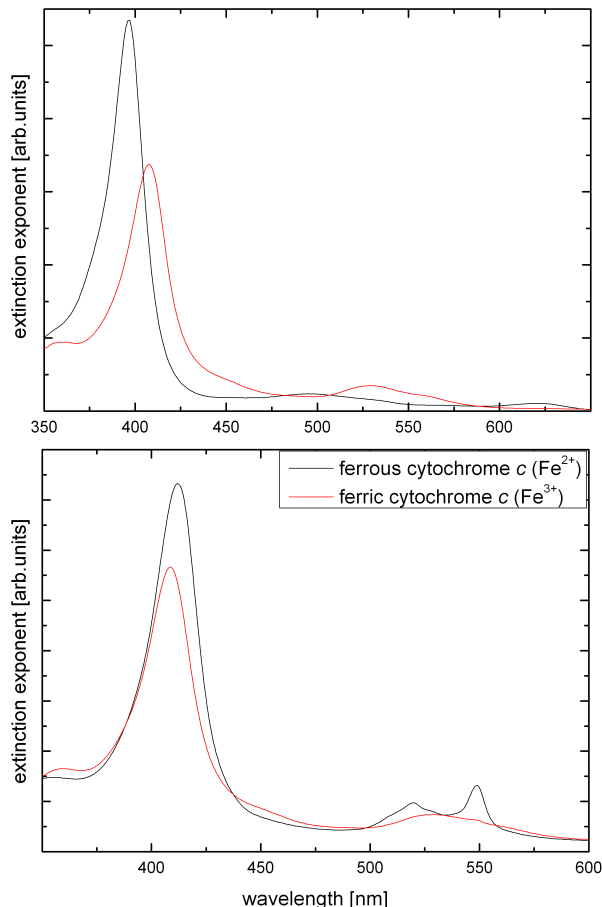 extinction exponent [arb.units]
350 400 450 500 550 600
extinction exponent [arb.units]
ferrous cytochrome c (Fe²⁺)
ferric cytochrome c (Fe³⁺)
400 450 500 550 600
wavelength [nm]